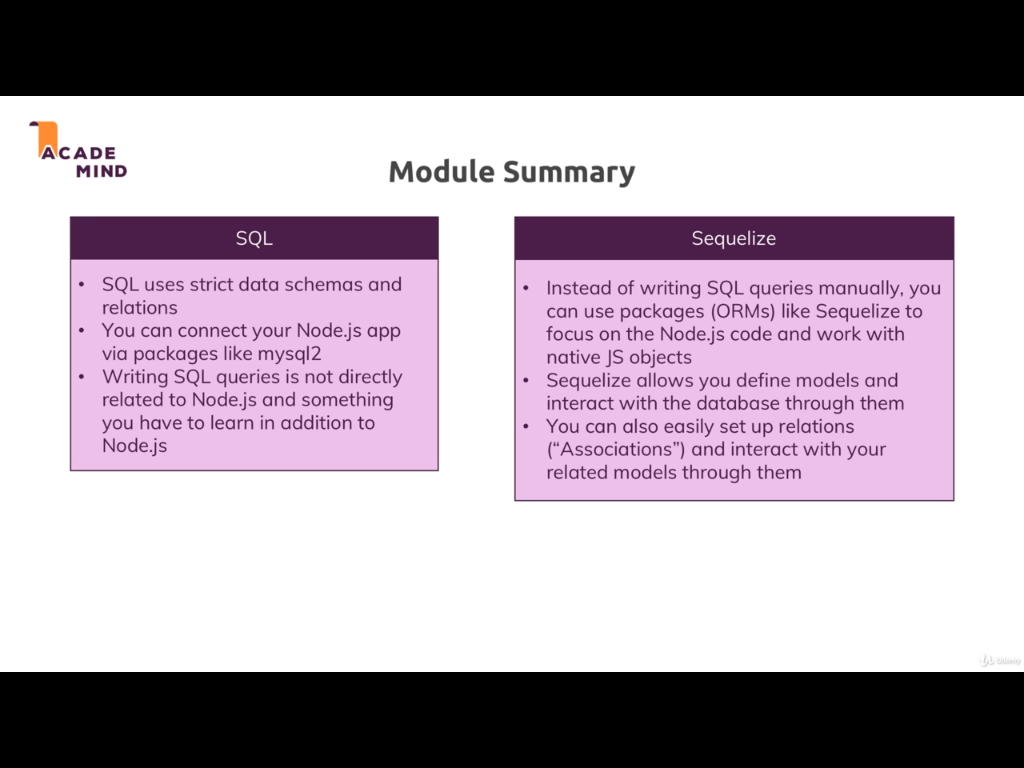 ACADE
MIND
Module Summary
SQL
• SQL uses strict data schemas and
relations
• You can connect your Node.js app
via packages like mysql2
• Writing SQL queries is not directly
related to Node.js and something
you have to learn in addition to
Node.js
Sequelize
• Instead of writing SQL queries manually, you
can use packages (ORMs) like Sequelize to
focus on the Node.js code and work with
native JS objects
• Sequelize allows you define models and
interact with the database through them
• You can also easily set up relations
(“Associations”) and interact with your
related models through them
Udemy